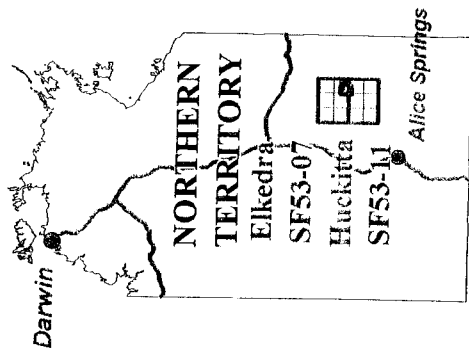 Darwin
NORTHERN
TERRITORY
Elkedra
SF53-07
Huckitta
SF53-11
Alice Springs